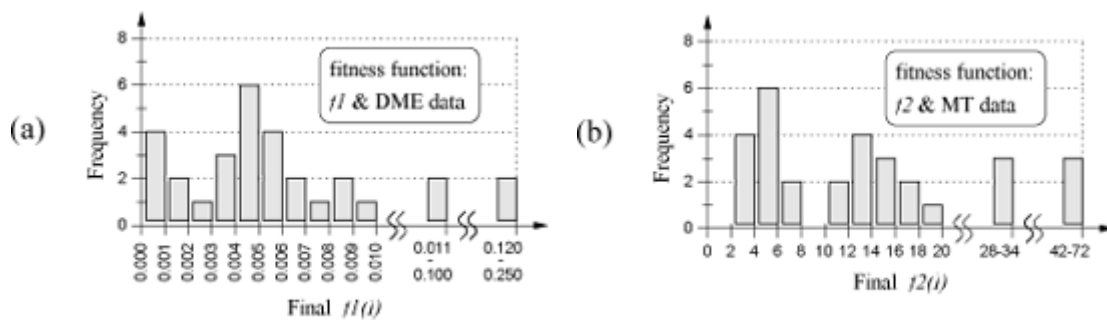 (a)
Frequency
8
6
4
2
0
fitness function:
f1 & DME data
0.000
0.001
0.002
0.003
0.004
0.005
0.006
0.007
0.008
0.009
0.010
0.011
-
0.100
0.120
-
0.250
Final f1(i)
(b)
Frequency
8
6
4
2
0
fitness function:
f2 & MT data
0 2 4 6 8 10 12 14 16 18 20 28-34 42-72
Final f2(i)